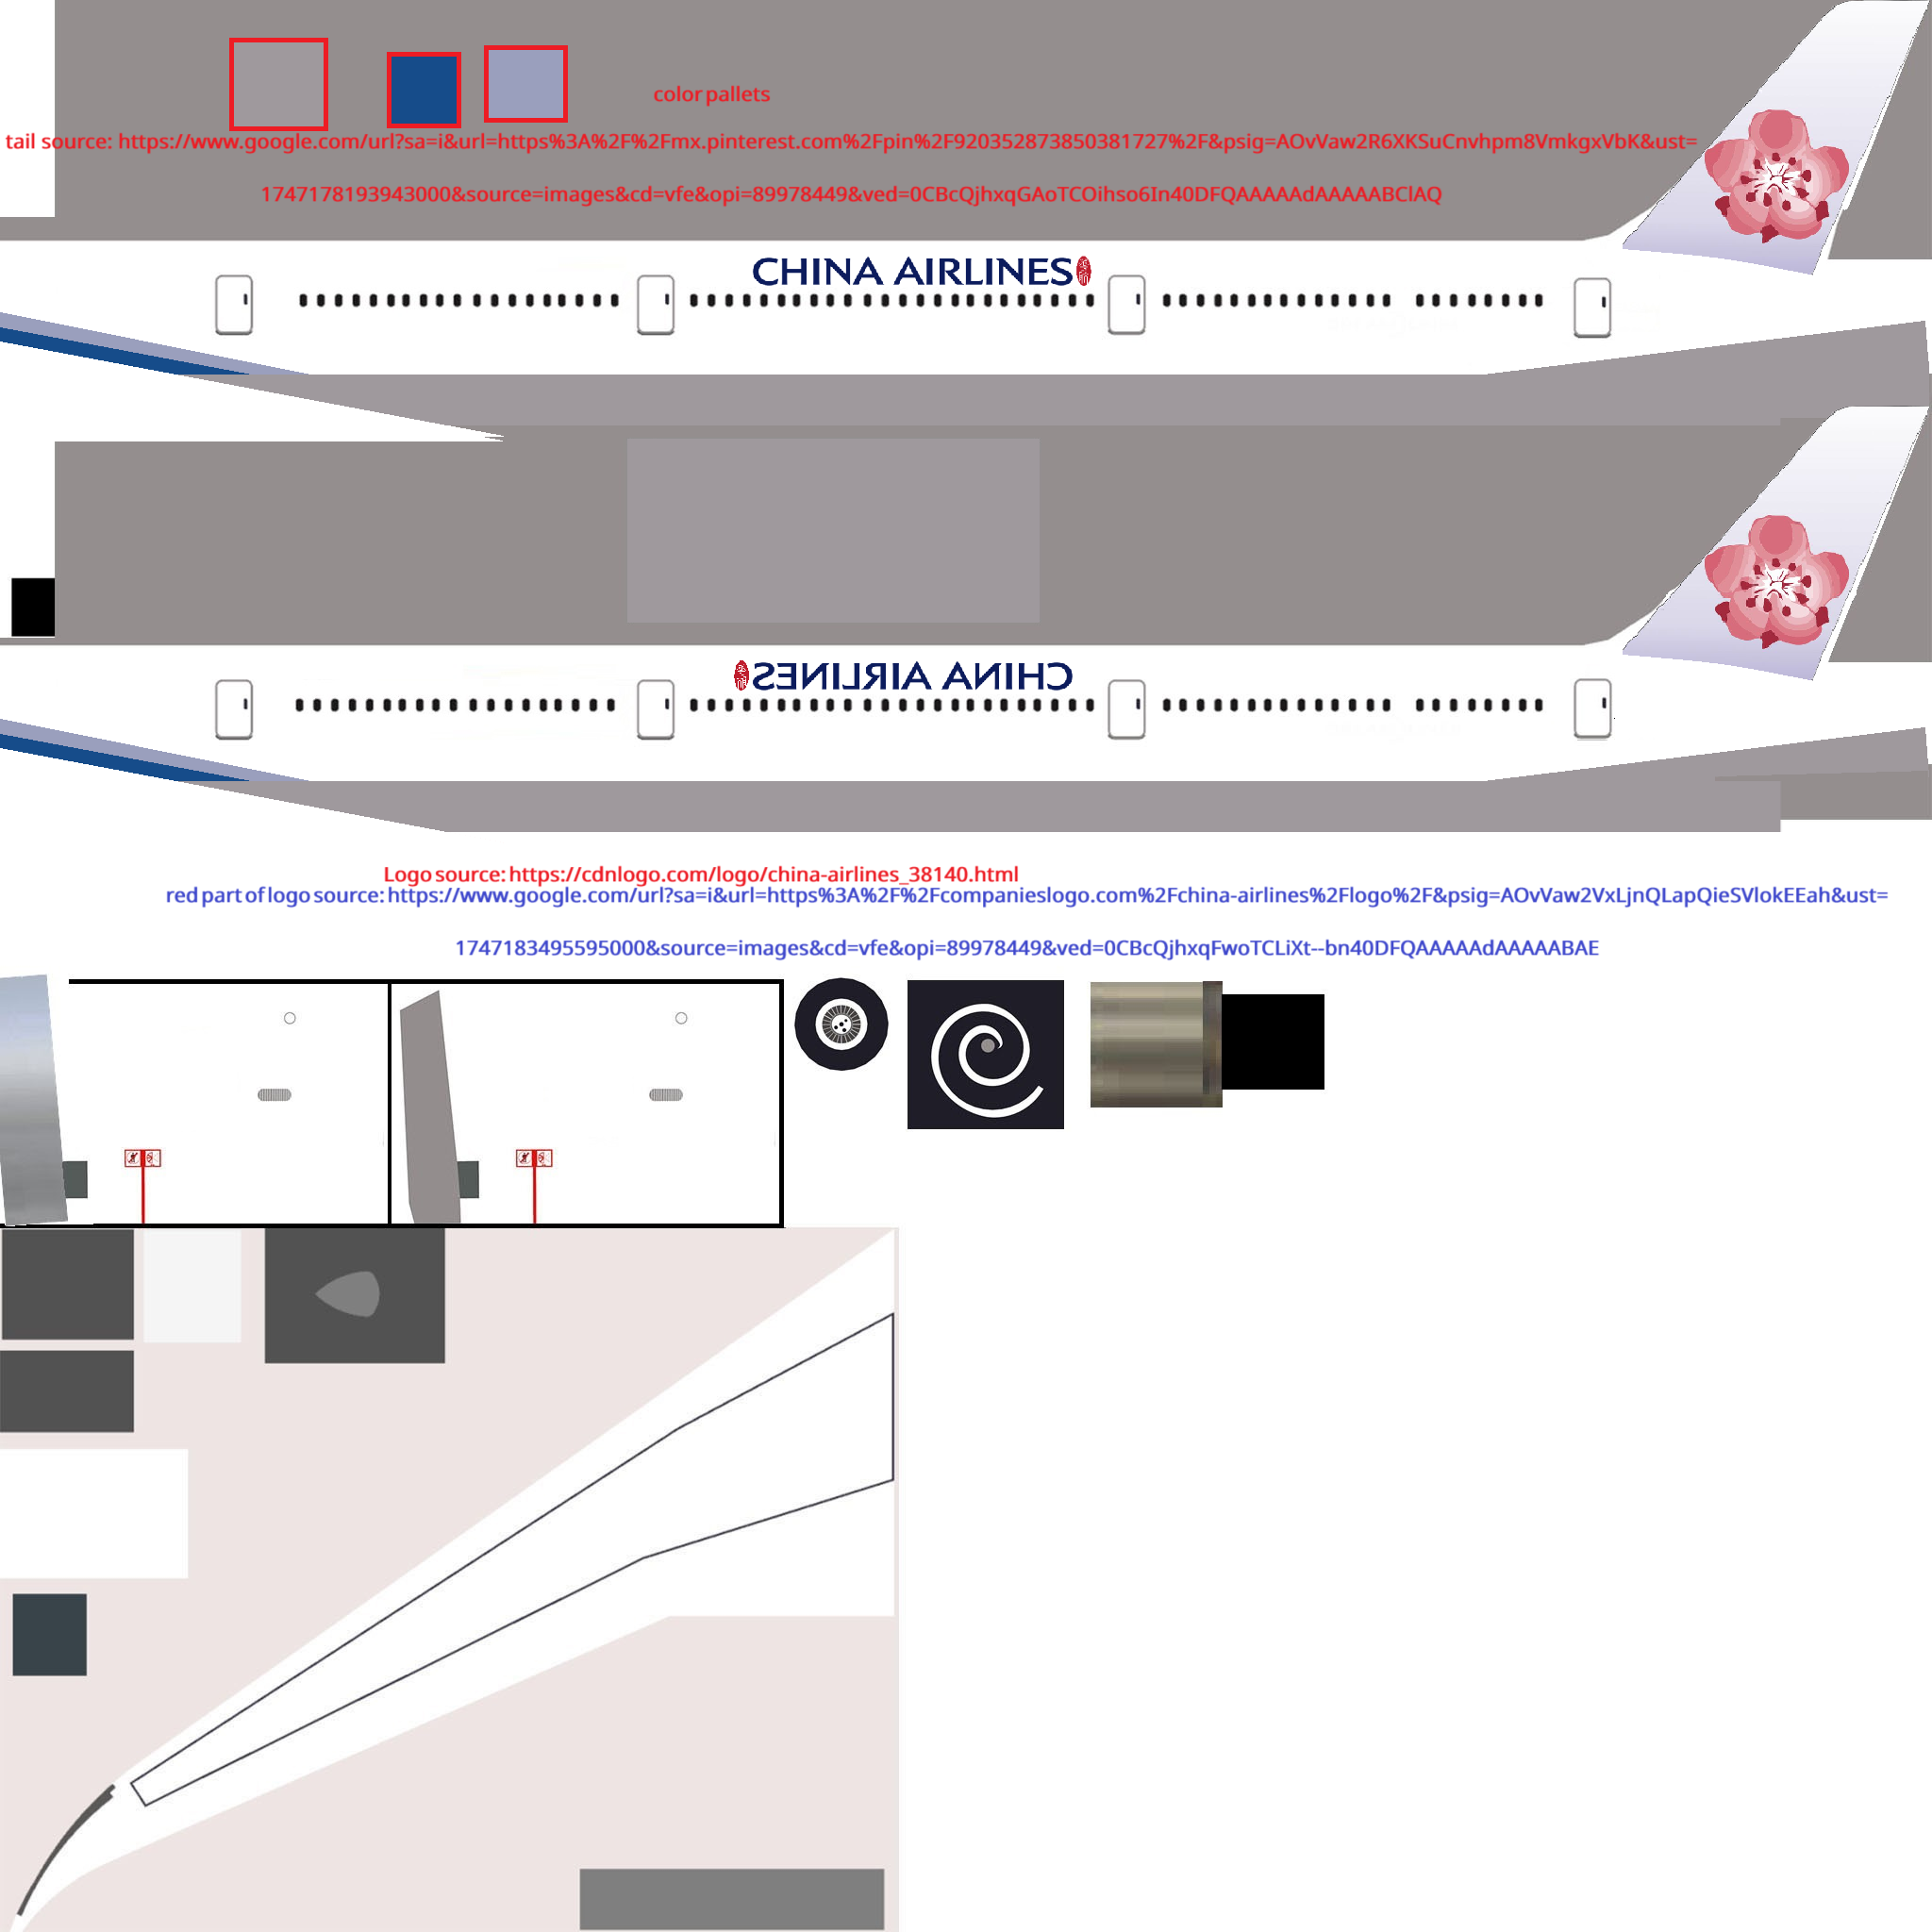 color pallets
tail source: https://www.google.com/url?sa=i&url=https%3A%2F%2Fmx.pinterest.com%2Fpin%2F920352873850381727%2F&psig=AOvVaw2R6XKSuCnvhpm8VmkgxVbK&ust=
1747178193943000&source=images&cd=vfe&opi=89978449&ved=0CBcQjhxqGAoTCOihso6In40DFQAAAAAdAAAAABClAQ
CHINA AIRLINES
CHINA AIRLINES
Logo source: https://cdnlogo.com/logo/china-airlines_38140.html
red part of logo source: https://www.google.com/url?sa=i&url=https%3A%2F%2Fcompanieslogo.com%2Fchina-airlines%2Flogo%2F&psig=AOvVaw2VxLjnQLapQieSVlokEEah&ust=
1747183495595000&source=images&cd=vfe&opi=89978449&ved=0CBcQjhxqFwoTCLiXt--bn40DFQAAAAAdAAAAABAE